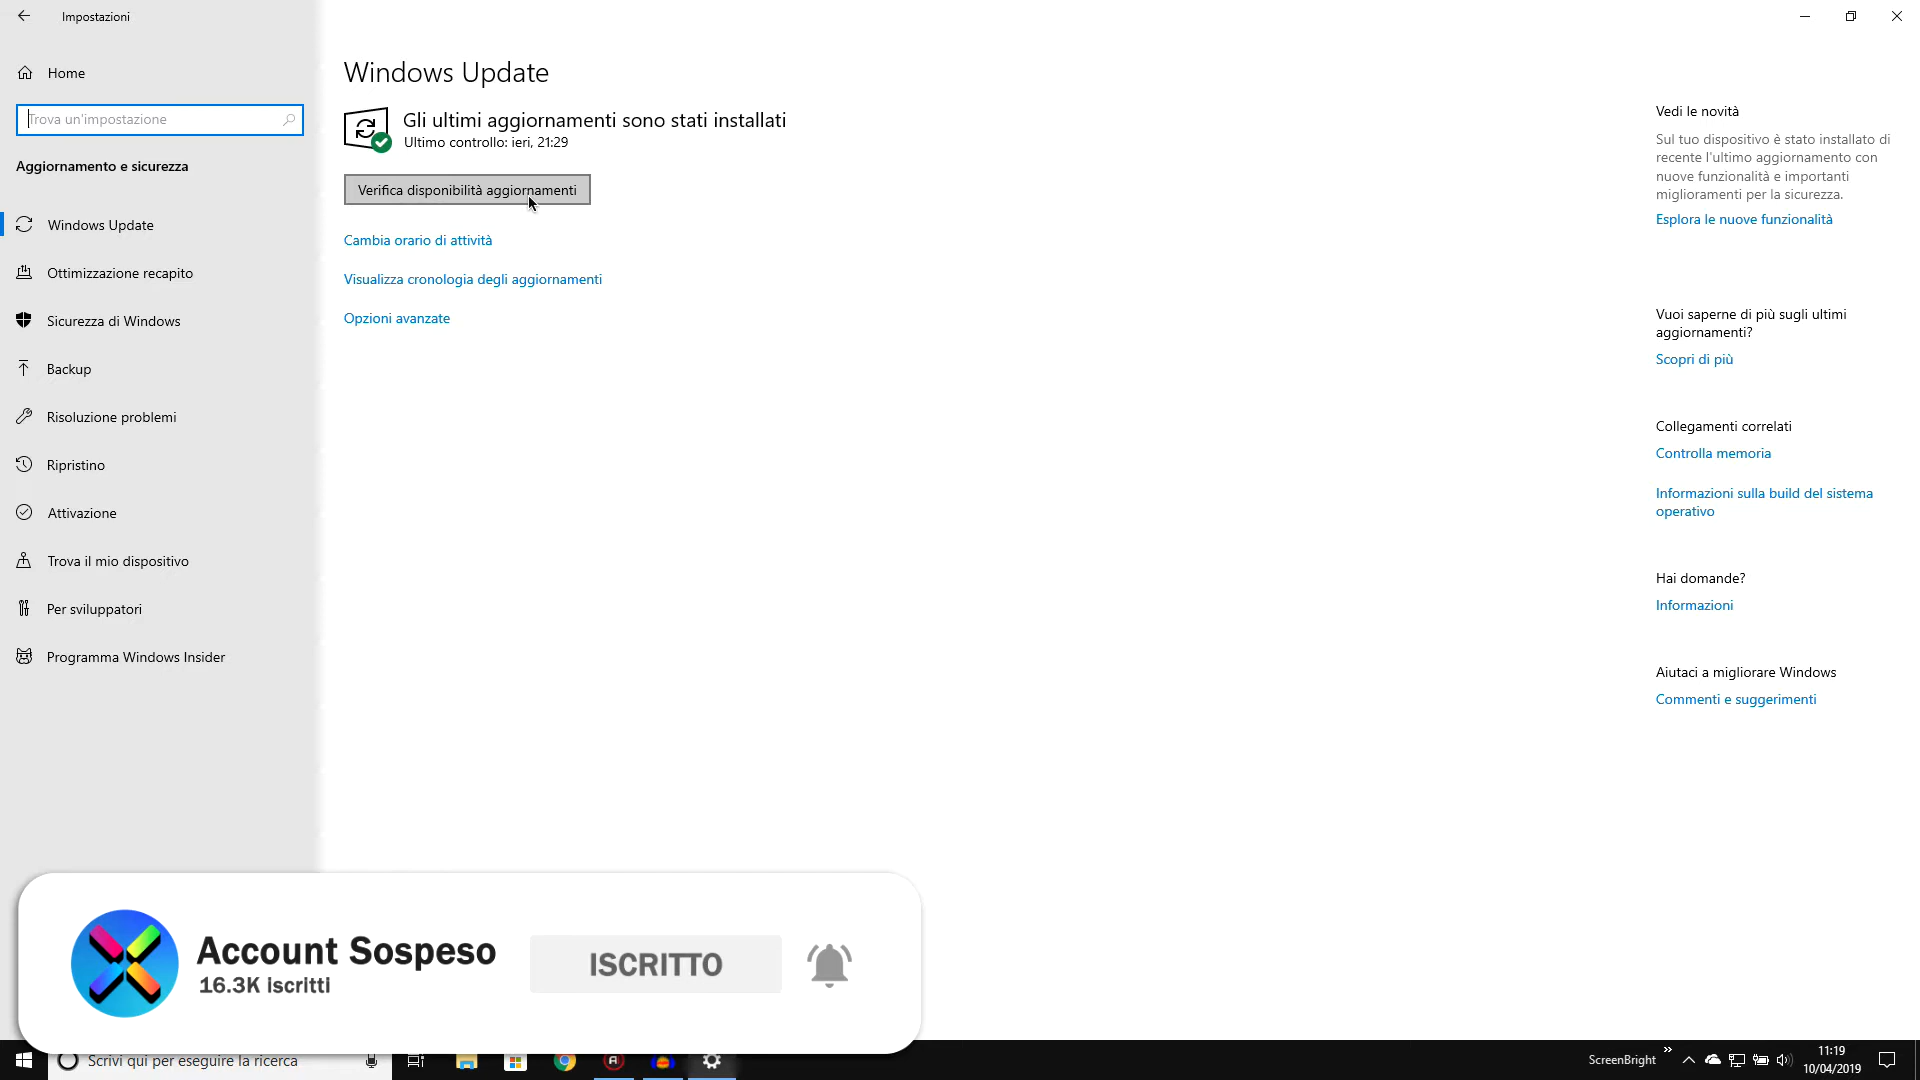 Impostazioni
Home
Trova un'impostazione
Aggiornamento e sicurezza
Windows Update
Ottimizzazione recapito
Sicurezza di Windows
Backup
Risoluzione problemi
Ripristino
Attivazione
Trova il mio dispositivo
Per sviluppatori
Programma Windows Insider
Windows Update
Gli ultimi aggiornamenti sono stati installati
Ultimo controllo: ieri, 21:29
Verifica disponibilità aggiornamenti
Cambia orario di attività
Visualizza cronologia degli aggiornamenti
Opzioni avanzate
Vedi le novità
Sul tuo dispositivo è stato installato di
recente l'ultimo aggiornamento con
nuove funzionalità e importanti
miglioramenti per la sicurezza.
Esplora le nuove funzionalità
Vuoi saperne di più sugli ultimi
aggiornamenti?
Scopri di più
Collegamenti correlati
Controlla memoria
Informazioni sulla build del sistema
operativo
Hai domande?
Informazioni
Aiutaci a migliorare Windows
Commenti e suggerimenti
Account Sospeso
16.3K iscritti
ISCRITTO
Scrivi qui per eseguire la ricerca
ScreenBright
11:19
10/04/2019